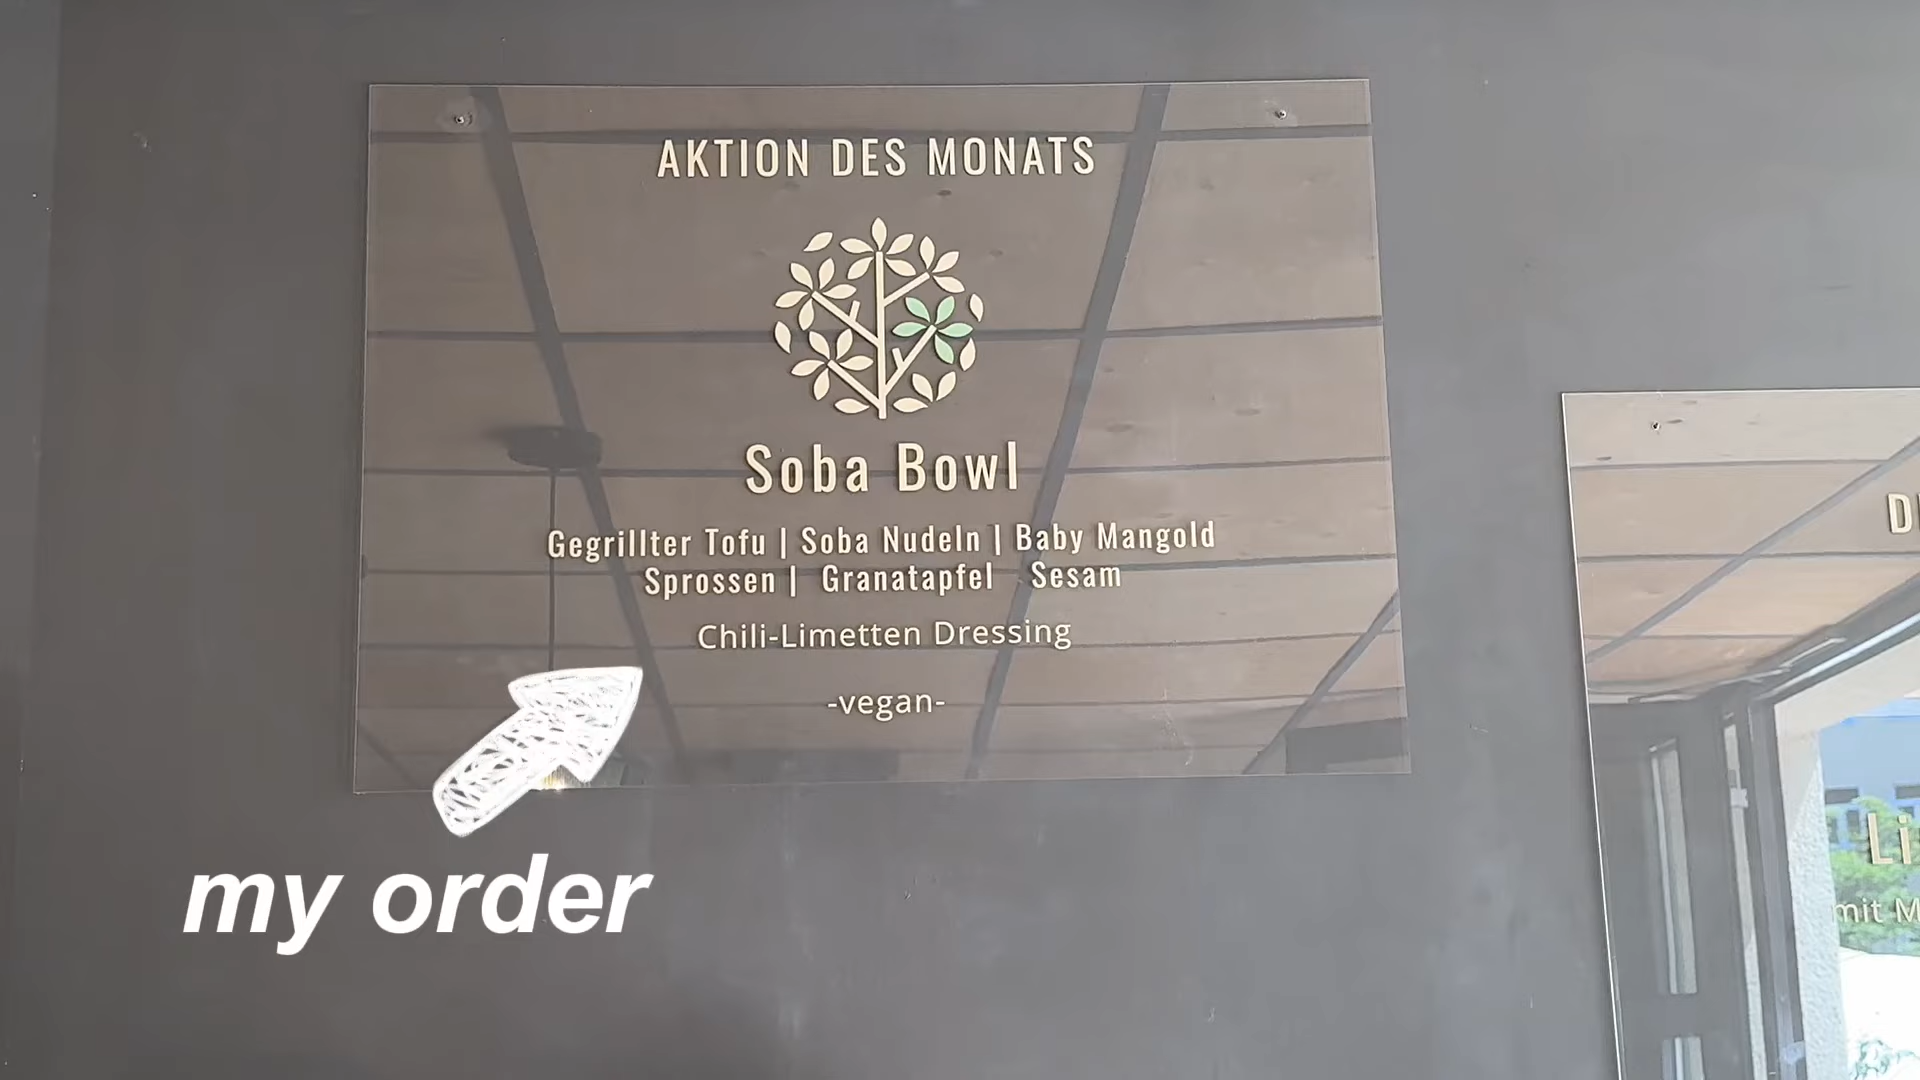 AKTION DES MONATS
Soba Bowl
Gegrillter Tofu | Soba Nudeln | Baby Mangold
Sprossen | Granatapfel Sesam
Chili-Limetten Dressing
-vegan-
my order
mit